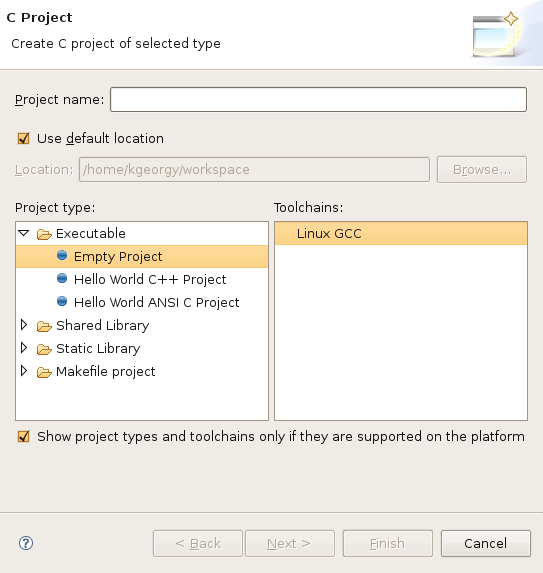 C Project
Create C project of selected type
Project name:
Use default location
Location: /home/kgeorgy/workspace Browse...
Project type: Toolchains:
Executable Linux GCC
Empty Project
Hello World C++ Project
Hello World ANSI C Project
Shared Library
Static Library
Makefile project
Show project types and toolchains only if they are supported on the platform
? < Back Next > Finish Cancel